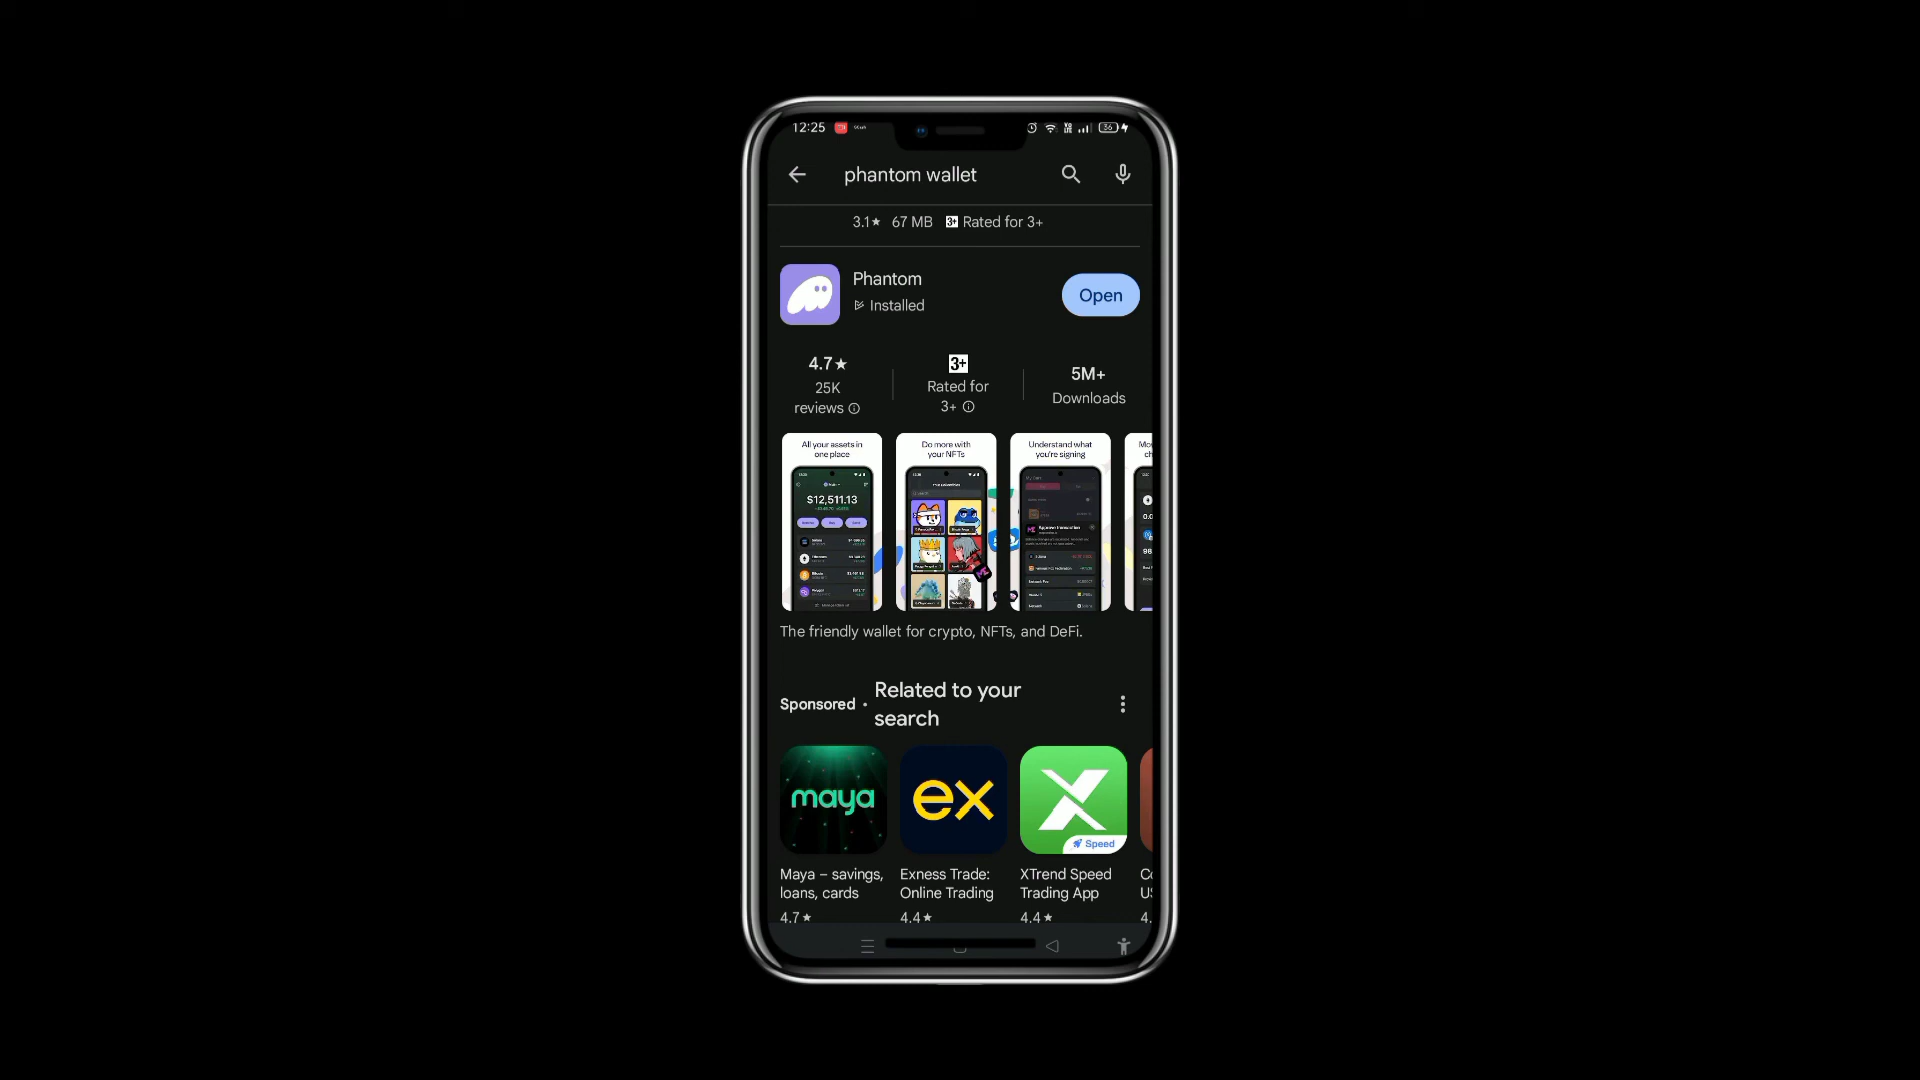 12:25
36
phantom wallet
3.1★ 67 MB 3+ Rated for 3+
Phantom
Installed
Open
4.7★
25K
reviews
3+
Rated for
3+
5M+
Downloads
All your assets in
one place
$12,511.13
Do more with
your NFTs
Understand what
you're signing
The friendly wallet for crypto, NFTs, and DeFi.
Sponsored •
Related to your
search
maya
ex
Speed
Maya – savings,
loans, cards
4.7★
Exness Trade:
Online Trading
4.4★
XTrend Speed
Trading App
4.4★